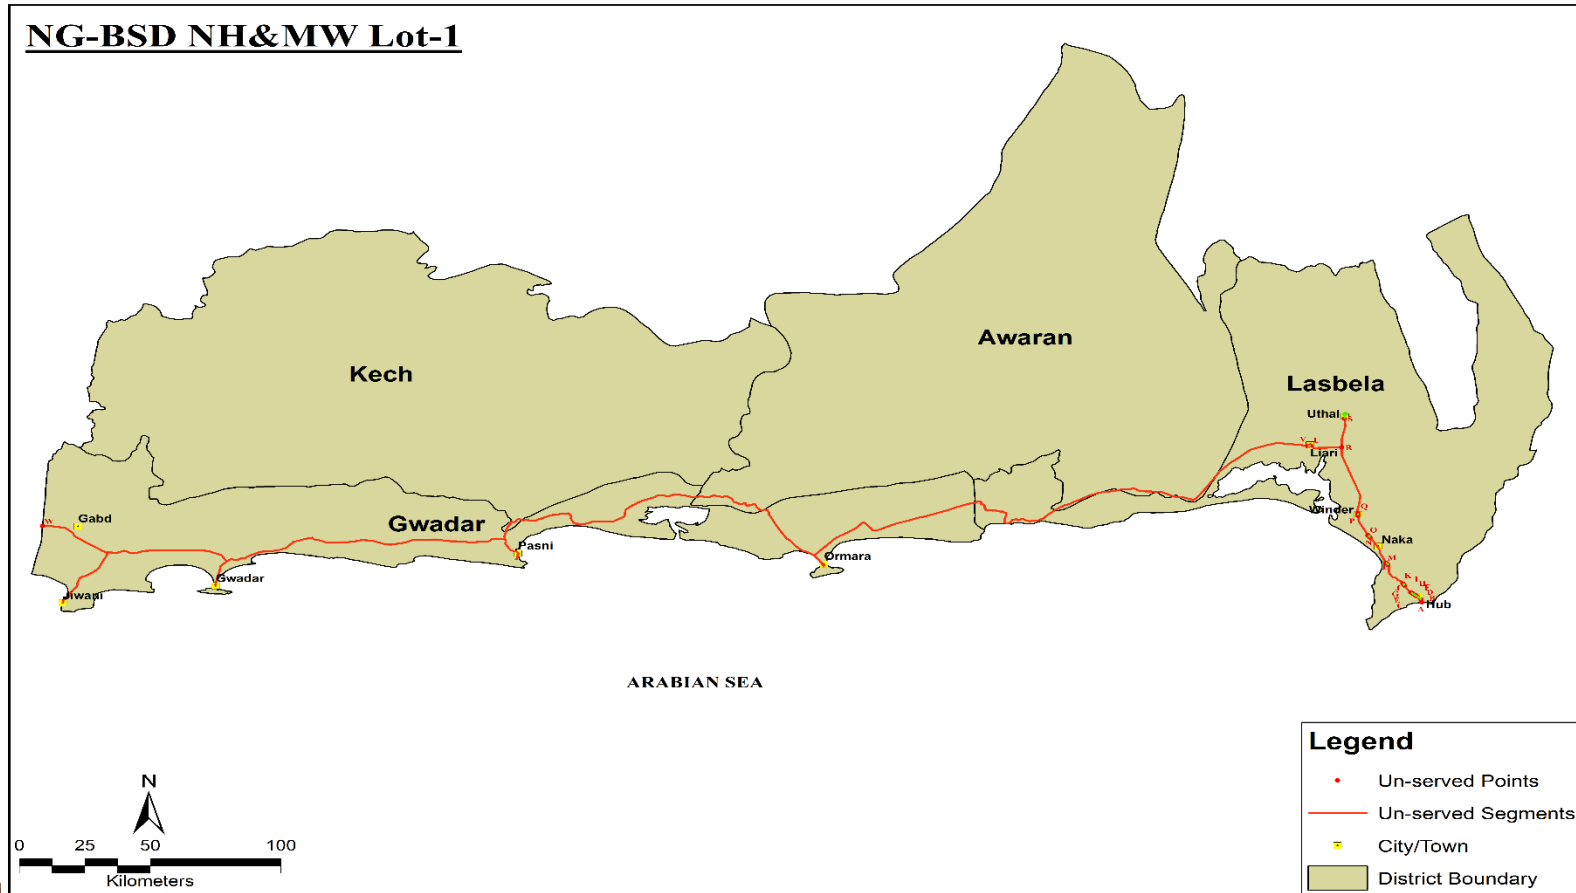 NG-BSD NH&MW Lot-1
Awaran
Kech
Lasbela
Uthal
S
V
L
Liari
R
W
Gabd
Gwadar
Winder
Q
P
O
N
Naka
Pasni
Ormara
M
Gwadar
K
I
Jiwani
Hub
A
ARABIAN SEA
N
0 25 50 100
Kilometers
Legend
Un-served Points
Un-served Segments
City/Town
District Boundary